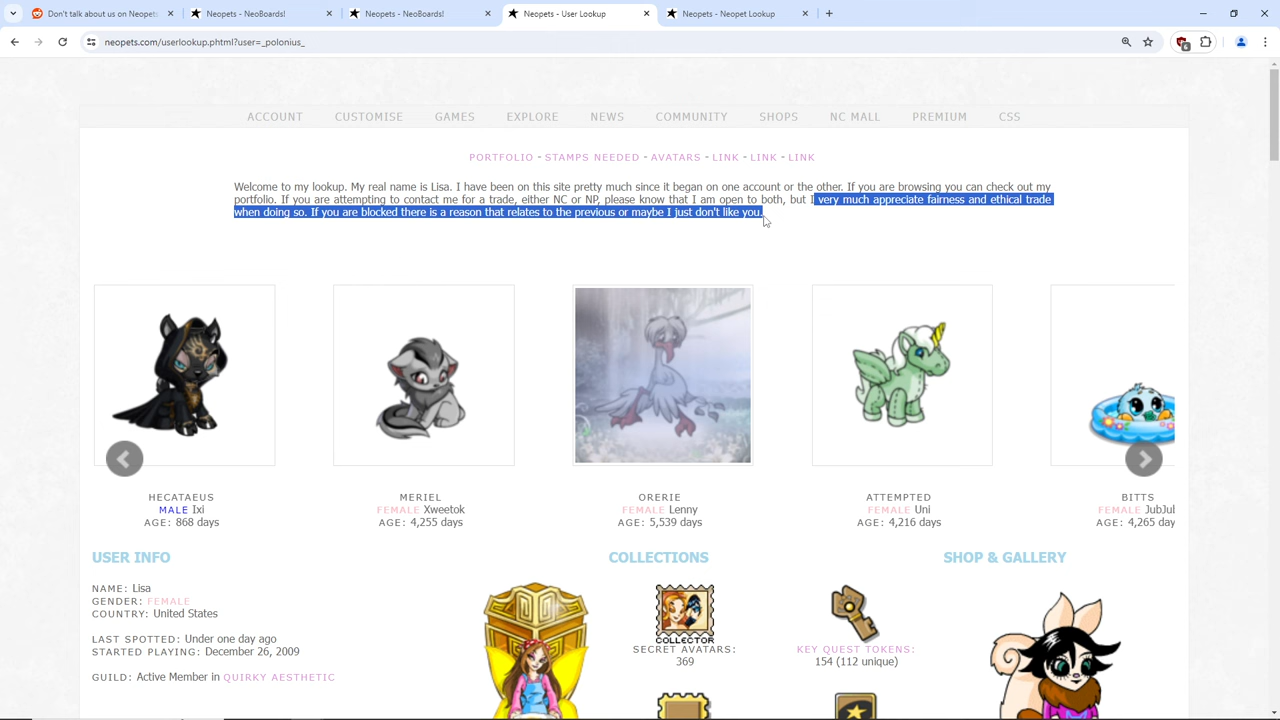 Don't talk about us on Neopets
Neopets - NeoBoards!
Neopets - NeoBoards!
Neopets - User Lookup
Neopets - Neopet Lookup
neopets.com/userlookup.phtml?user=_polonius_
6
ACCOUNT CUSTOMISE GAMES EXPLORE NEWS COMMUNITY SHOPS NC MALL PREMIUM CSS
PORTFOLIO - STAMPS NEEDED - AVATARS - LINK - LINK - LINK
Welcome to my lookup. My real name is Lisa. I have been on this site pretty much since it began on one account or the other. If you are browsing you can check out my
portfolio. If you are attempting to contact me for a trade, either NC or NP, please know that I am open to both, but I very much appreciate fairness and ethical trade
when doing so. If you are blocked there is a reason that relates to the previous or maybe I just don't like you.
HECATAEUS
MALE Ixi
AGE: 868 days
MERIEL
FEMALE Xweetok
AGE: 4,255 days
ORERIE
FEMALE Lenny
AGE: 5,539 days
ATTEMPTED
FEMALE Uni
AGE: 4,216 days
BITTS
FEMALE JubJub
AGE: 4,265 day
USER INFO
NAME: Lisa
GENDER: FEMALE
COUNTRY: United States
LAST SPOTTED: Under one day ago
STARTED PLAYING: December 26, 2009
GUILD: Active Member in QUIRKY AESTHETIC
COLLECTIONS
COLLECTOR
SECRET AVATARS:
369
KEY QUEST TOKENS:
154 (112 unique)
SHOP & GALLERY